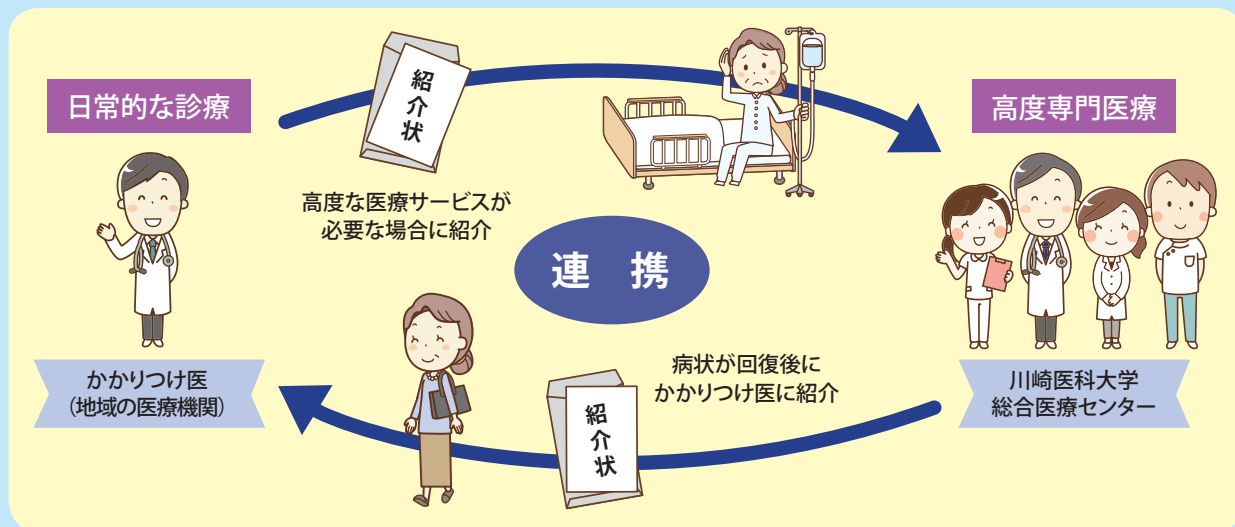 日常的な診療
紹介状
高度専門医療
高度な医療サービスが
必要な場合に紹介
連 携
かかりつけ医
(地域の医療機関)
病状が回復後に
かかりつけ医に紹介
紹介状
川崎医科大学
総合医療センター